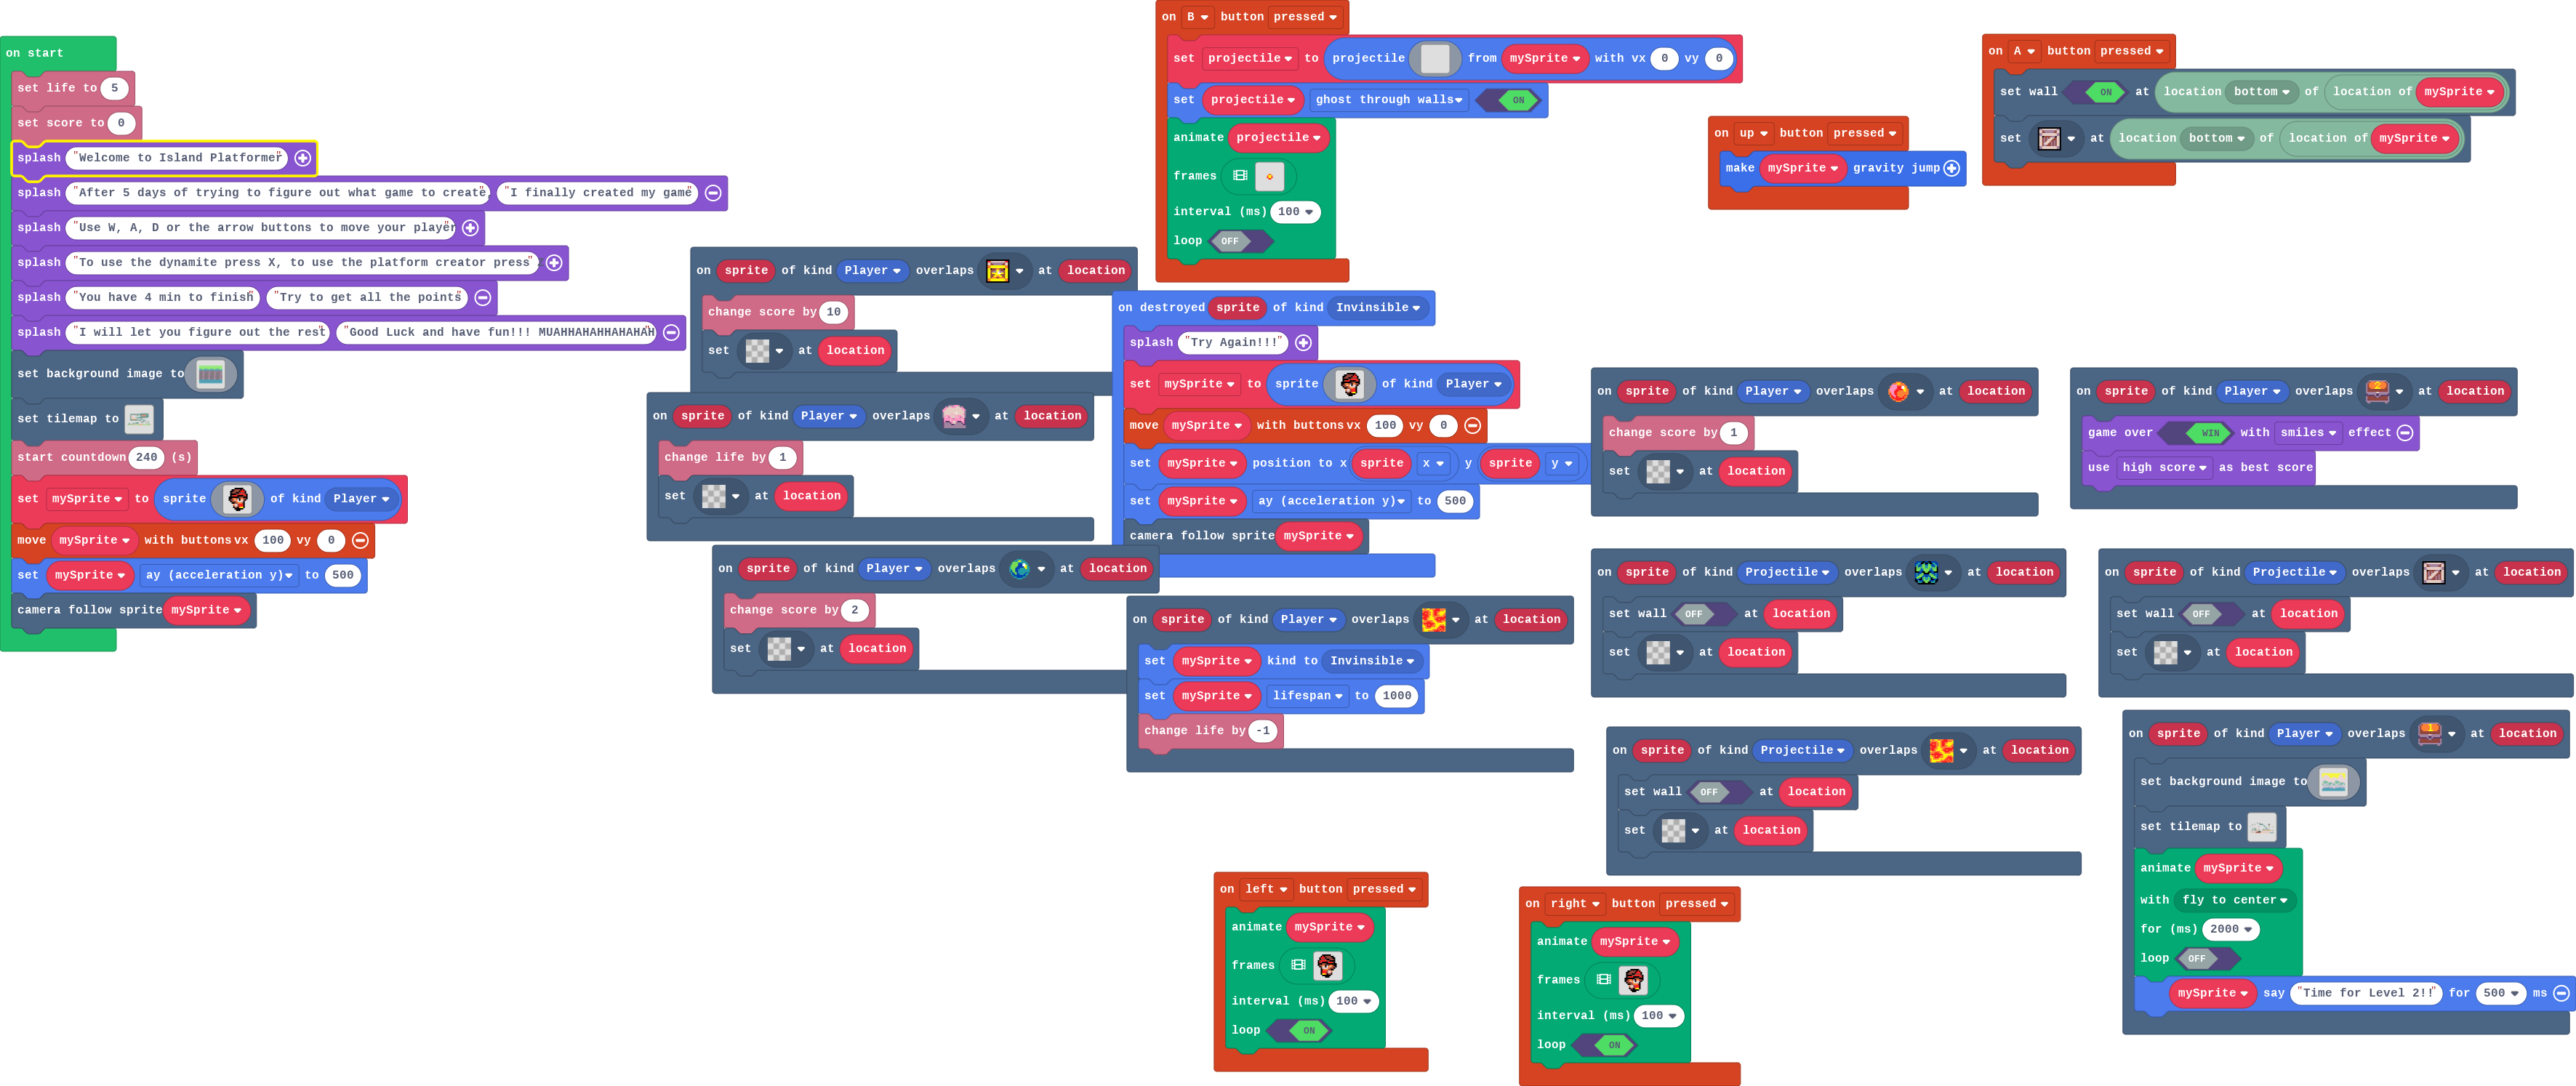 on start
set life to 5
set score to 0
splash "Welcome to Island Platformer"
splash "After 5 days of trying to figure out what game to create," "I finally created my game"
splash "Use W, A, D or the arrow buttons to move your player"
splash "To use the dynamite press X, to use the platform creator press
splash "You have 4 min to finish" "Try to get all the points"
splash "I will let you figure out the rest" "Good Luck and have fun!!! MUAHHAHAHHAHAHAH"
set background image to
set tilemap to
start countdown 240 (s)
set mySprite to sprite of kind Player
move mySprite with buttons vx 100 vy 0
set mySprite ay (acceleration y) to 500
camera follow sprite mySprite
on sprite of kind Player overlaps at location
change score by 10
set at location
on sprite of kind Player overlaps at location
change life by 1
set at location
on sprite of kind Player overlaps at location
change score by 2
set at location
on B button pressed
set projectile to projectile from mySprite with vx 0 vy 0
set projectile ghost through walls ON
animate projectile
frames
interval (ms) 100
loop OFF
on destroyed sprite of kind Invinsible
splash "Try Again!!!"
set mySprite to sprite of kind Player
move mySprite with buttons vx 100 vy 0
set mySprite position to x sprite x y sprite y
set mySprite ay (acceleration y) to 500
camera follow sprite mySprite
on sprite of kind Player overlaps at location
set mySprite kind to Invinsible
set mySprite lifespan to 1000
change life by -1
on left button pressed
animate mySprite
frames
interval (ms) 100
loop ON
on right button pressed
animate mySprite
frames
interval (ms) 100
loop ON
on up button pressed
make mySprite gravity jump
on A button pressed
set wall ON at location bottom of location of mySprite
set at location bottom of location of mySprite
on sprite of kind Player overlaps at location
change score by 1
set at location
on sprite of kind Player overlaps 2 at location
game over WIN with smiles effect
use high score as best score
on sprite of kind Projectile overlaps at location
set wall OFF at location
set at location
on sprite of kind Projectile overlaps at location
set wall OFF at location
set at location
on sprite of kind Projectile overlaps at location
set wall OFF at location
set at location
on sprite of kind Player overlaps 1 at location
set background image to
set tilemap to
animate mySprite
with fly to center
for (ms) 2000
loop OFF
mySprite say "Time for Level 2!!" for 500 ms